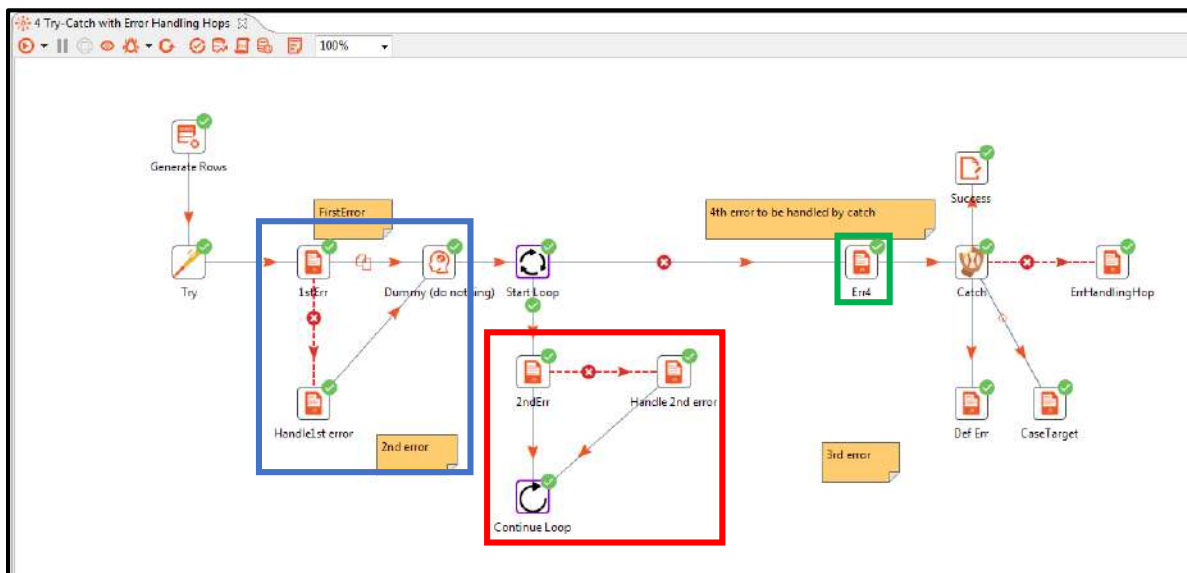 4 Try-Catch with Error Handling Hops
100%
Generate Rows
FirstError
4th error to be handled by catch
Success
Try
1stErr
Dummy (do nothing)
Start Loop
Err4
Catch
ErrHandlingHop
2ndErr
Handle 2nd error
Handle1st error
2nd error
Def Err
CaseTarget
3rd error
Continue Loop